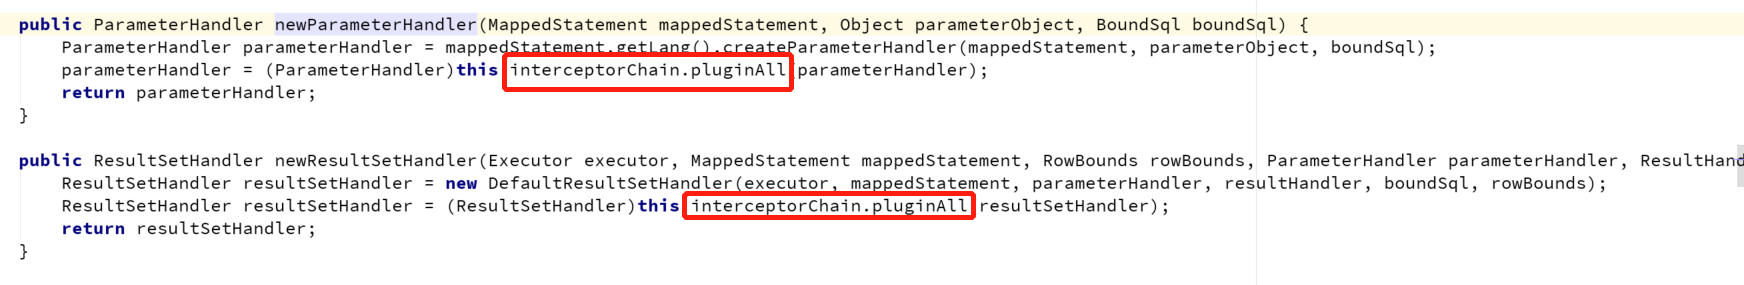 public ParameterHandler newParameterHandler(MappedStatement mappedStatement, Object parameterObject, BoundSql boundSql) {
ParameterHandler parameterHandler = mappedStatement.getLang().createParameterHandler(mappedStatement, parameterObject, boundSql);
parameterHandler = (ParameterHandler)this interceptorChain.pluginAll(parameterHandler);
return parameterHandler;
}
public ResultSetHandler newResultSetHandler(Executor executor, MappedStatement mappedStatement, RowBounds rowBounds, ParameterHandler parameterHandler, ResultHand
ResultSetHandler resultSetHandler = new DefaultResultSetHandler(executor, mappedStatement, parameterHandler, resultHandler, boundSql, rowBounds);
ResultSetHandler resultSetHandler = (ResultSetHandler)this interceptorChain.pluginAll resultSetHandler);
return resultSetHandler;
}